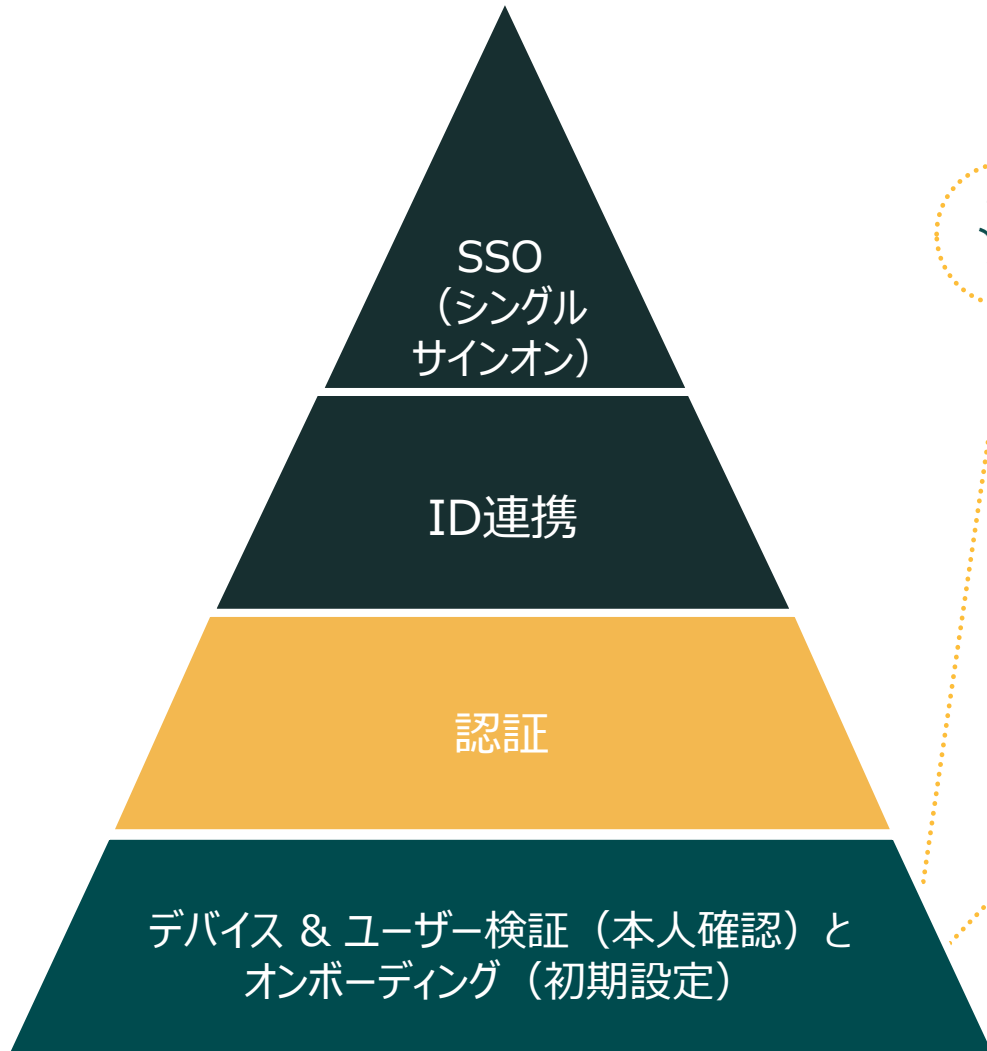 SSO
（シングル
サインオン）
ID連携
認証
デバイス & ユーザー検証（本人確認）と
オンボーディング（初期設定）